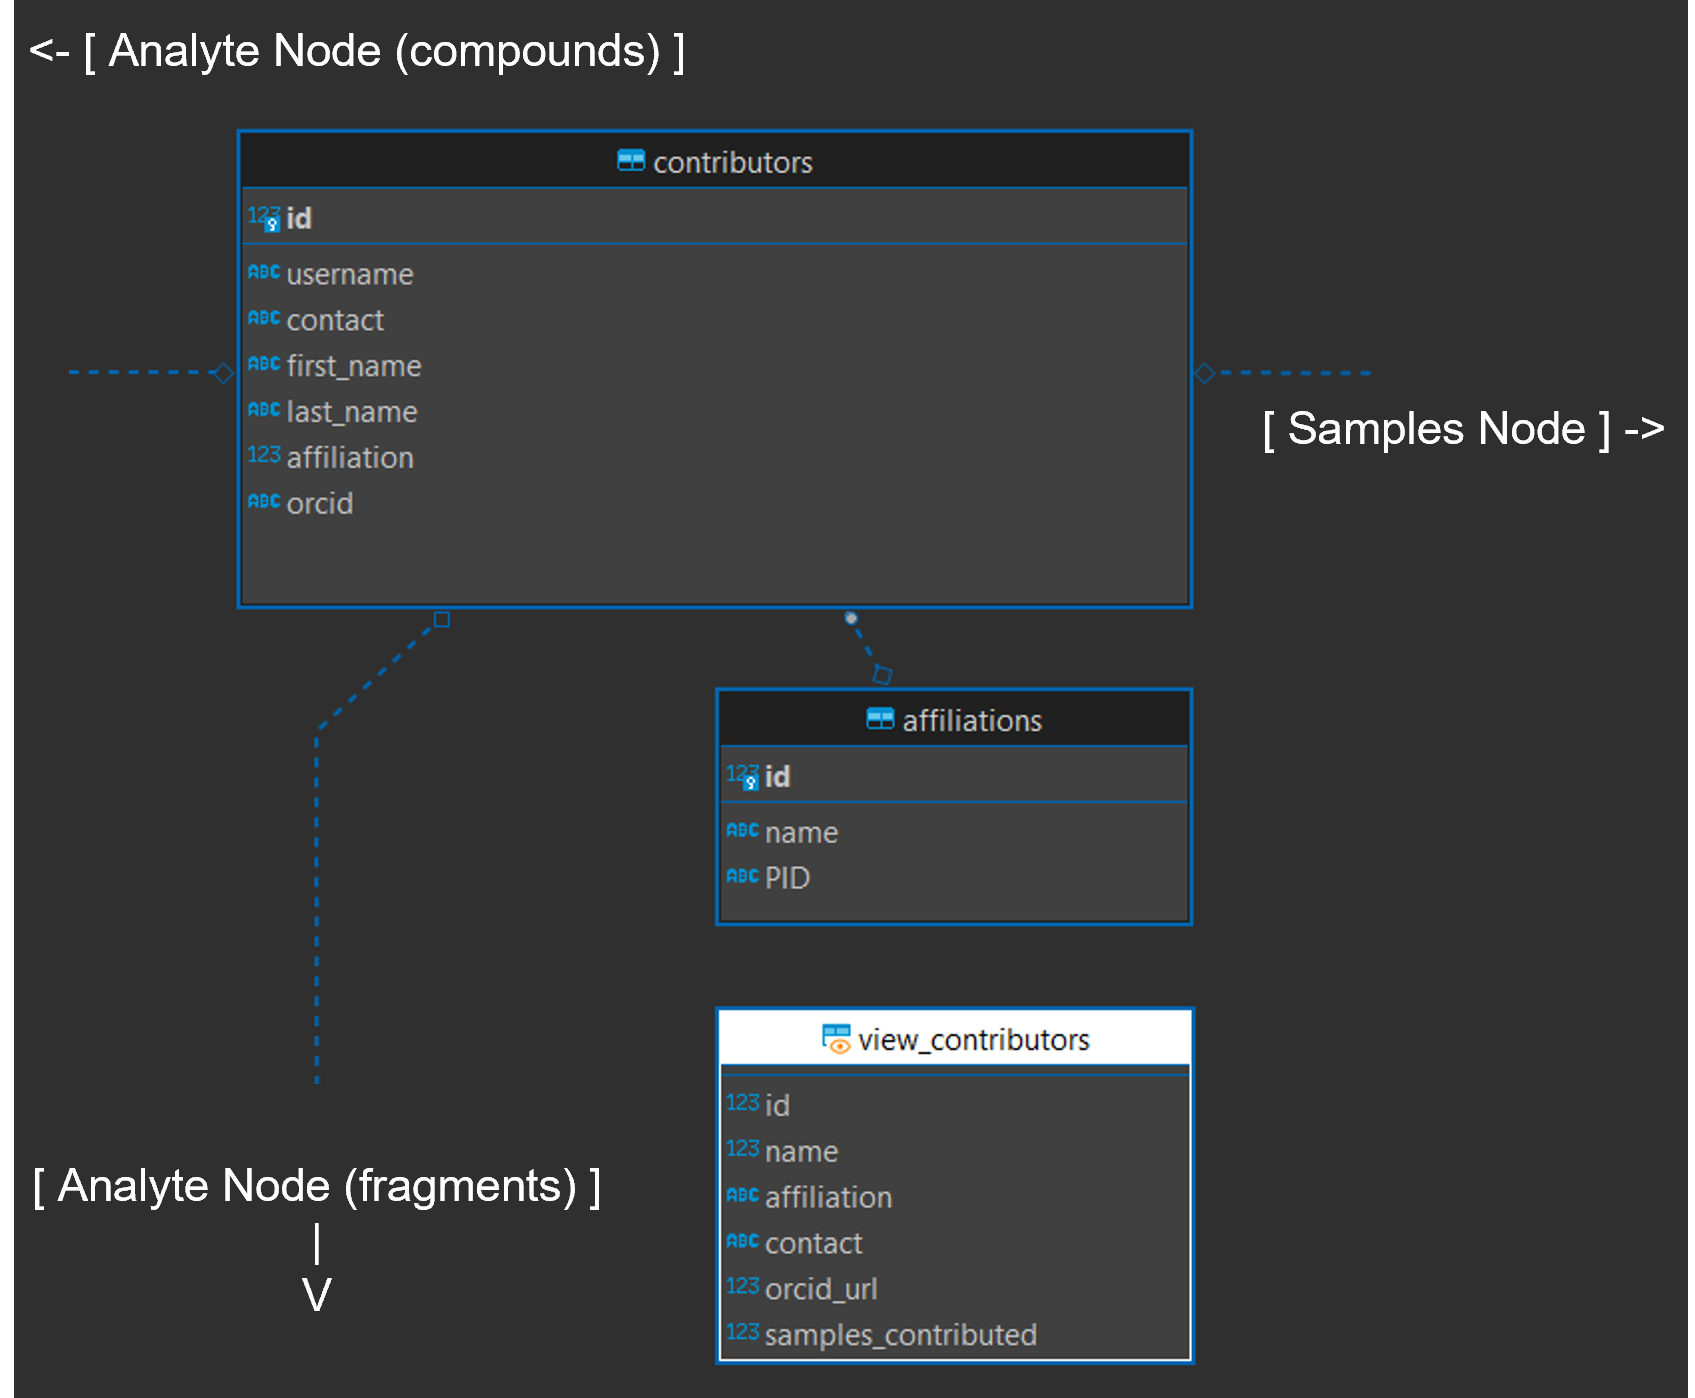 <- [ Analyte Node (compounds) ]
contributors
123 id
ABC username
ABC contact
ABC first_name
ABC last_name
123 affiliation
ABC orcid
[ Samples Node ] ->
affiliations
123 id
ABC name
ABC PID
view_contributors
123 id
123 name
ABC affiliation
ABC contact
123 orcid_url
123 samples_contributed
[ Analyte Node (fragments) ]
|
V